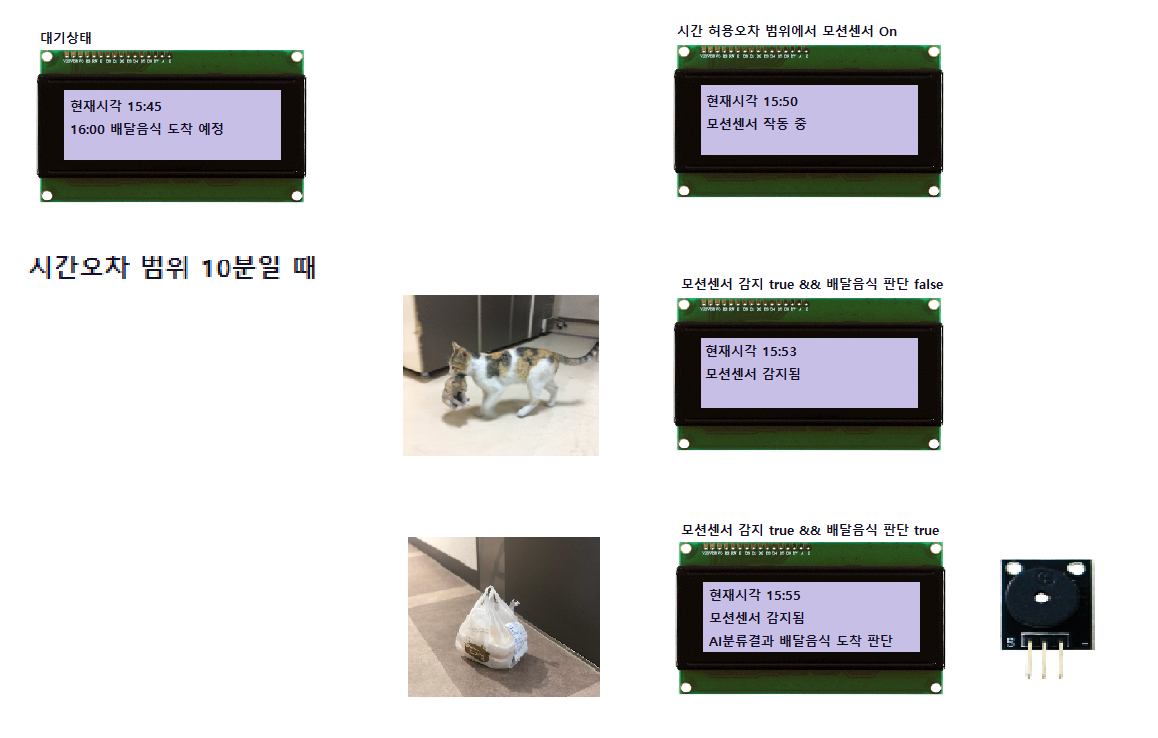 대기상태
현재시각 15:45
16:00 배달음식 도착 예정
시간 허용오차 범위에서 모션센서 On
현재시각 15:50
모션센서 작동 중
시간오차 범위 10분일 때
모션센서 감지 true && 배달음식 판단 false
현재시각 15:53
모션센서 감지됨
모션센서 감지 true && 배달음식 판단 true
현재시각 15:55
모션센서 감지됨
AI분류결과 배달음식 도착 판단
S
-